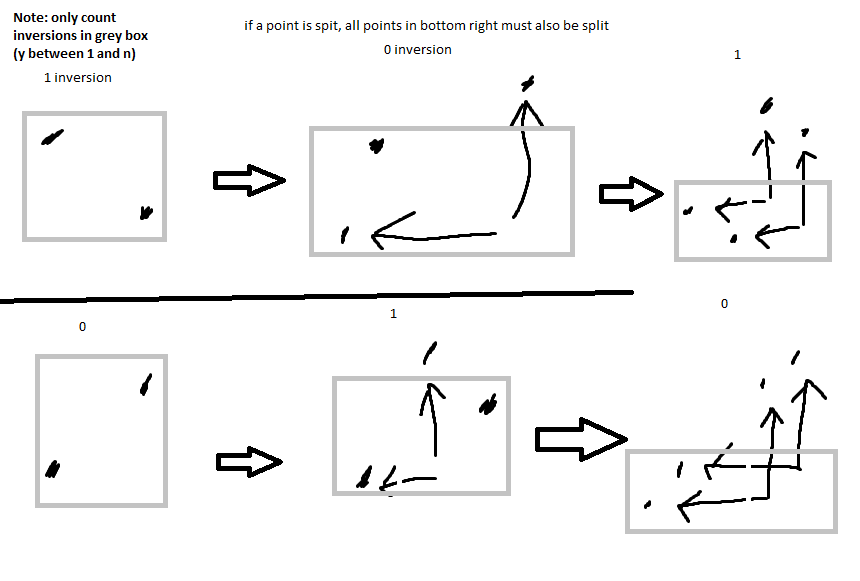 Note: only count
inversions in grey box
(y between 1 and n)
if a point is spit, all points in bottom right must also be split
1 inversion
0 inversion
1
0
1
0